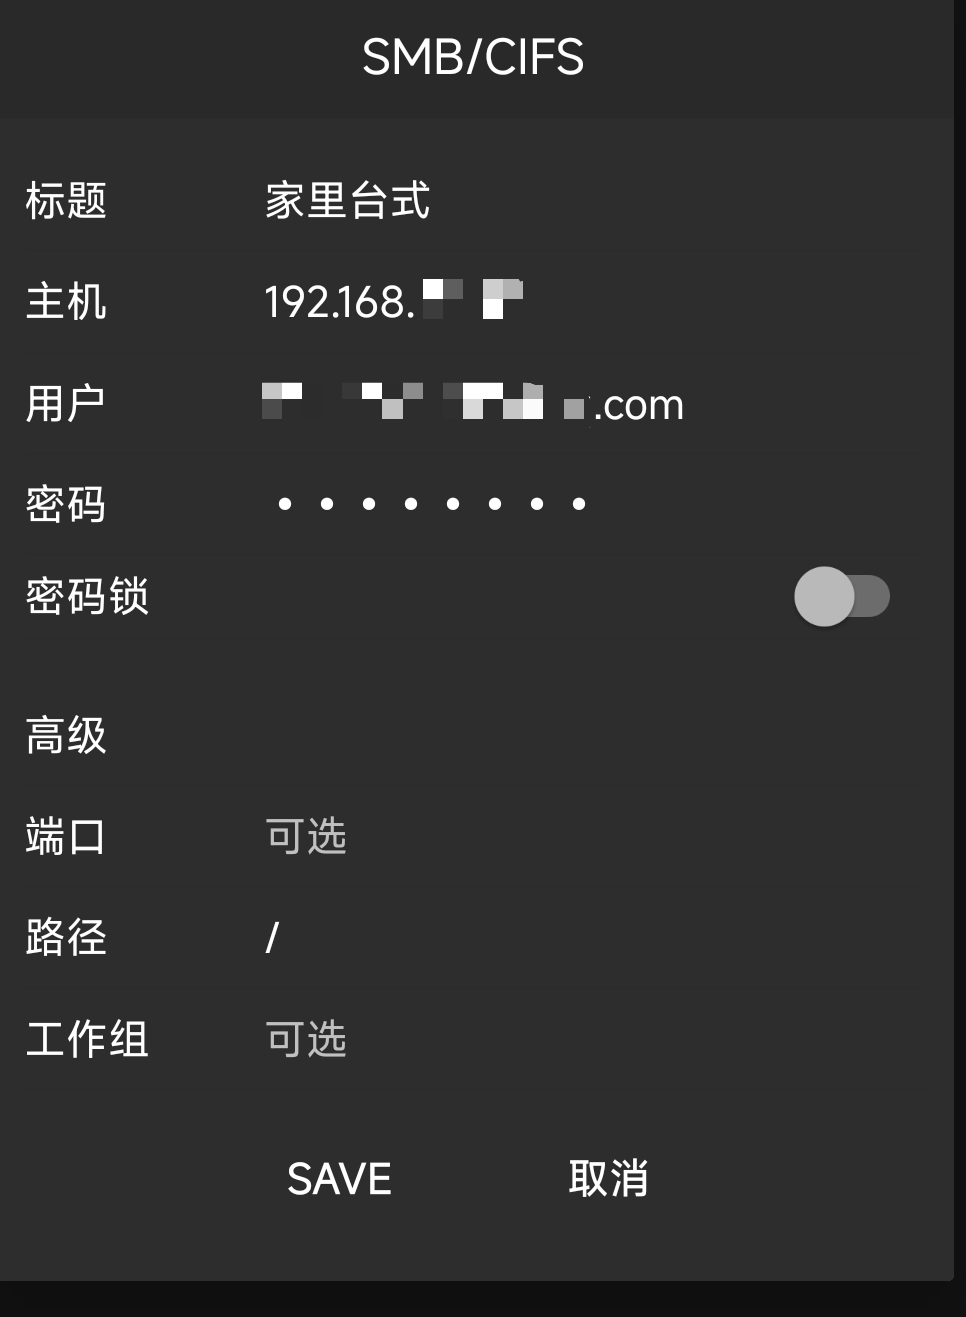 SMB/CIFS
标题 家里台式
主机 192.168.
用户 .com
密码 ••••••••
密码锁
高级
端口 可选
路径 /
工作组 可选
SAVE 取消